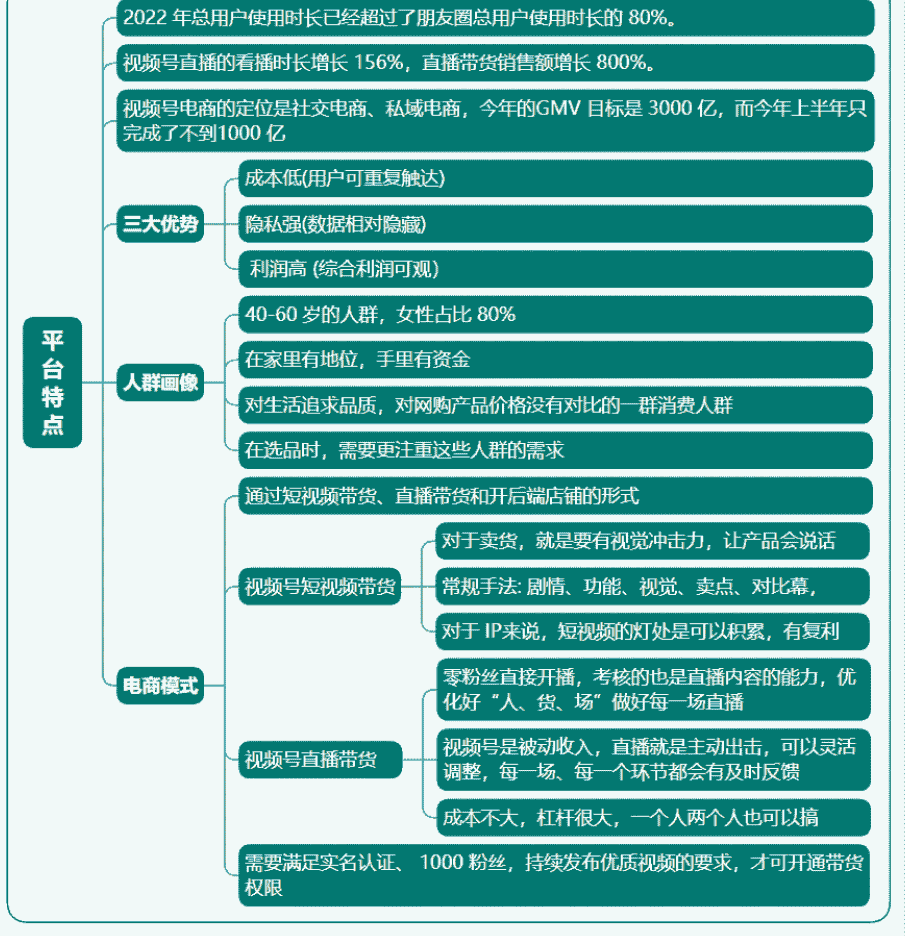 2022 年总用户使用时长已经超过了朋友圈总用户使用时长的 80%。
视频号直播的看播时长增长 156%，直播带货销售额增长 800%。
视频号电商的定位是社交电商、私域电商，今年的GMV 目标是 3000 亿，而今年上半年只
完成了不到1000 亿
三大优势
成本低(用户可重复触达)
隐私强(数据相对隐藏)
利润高 (综合利润可观)
平台特点
人群画像
40-60 岁的人群，女性占比 80%
在家里有地位，手里有资金
对生活追求品质，对网购产品价格没有对比的一群消费人群
在选品时，需要更注重这些人群的需求
电商模式
通过短视频带货、直播带货和开后端店铺的形式
视频号短视频带货
对于卖货，就是要有视觉冲击力，让产品会说话
常规手法: 剧情、功能、视觉、卖点、对比幕，
对于 IP来说，短视频的灯处是可以积累，有复利
视频号直播带货
零粉丝直接开播，考核的也是直播内容的能力，优
化好“人、货、场”做好每一场直播
视频号是被动收入，直播就是主动出击，可以灵活
调整，每一场、每一个环节都会有及时反馈
成本不大，杠杆很大，一个人两个人也可以搞
需要满足实名认证、 1000 粉丝，持续发布优质视频的要求，才可开通带货
权限